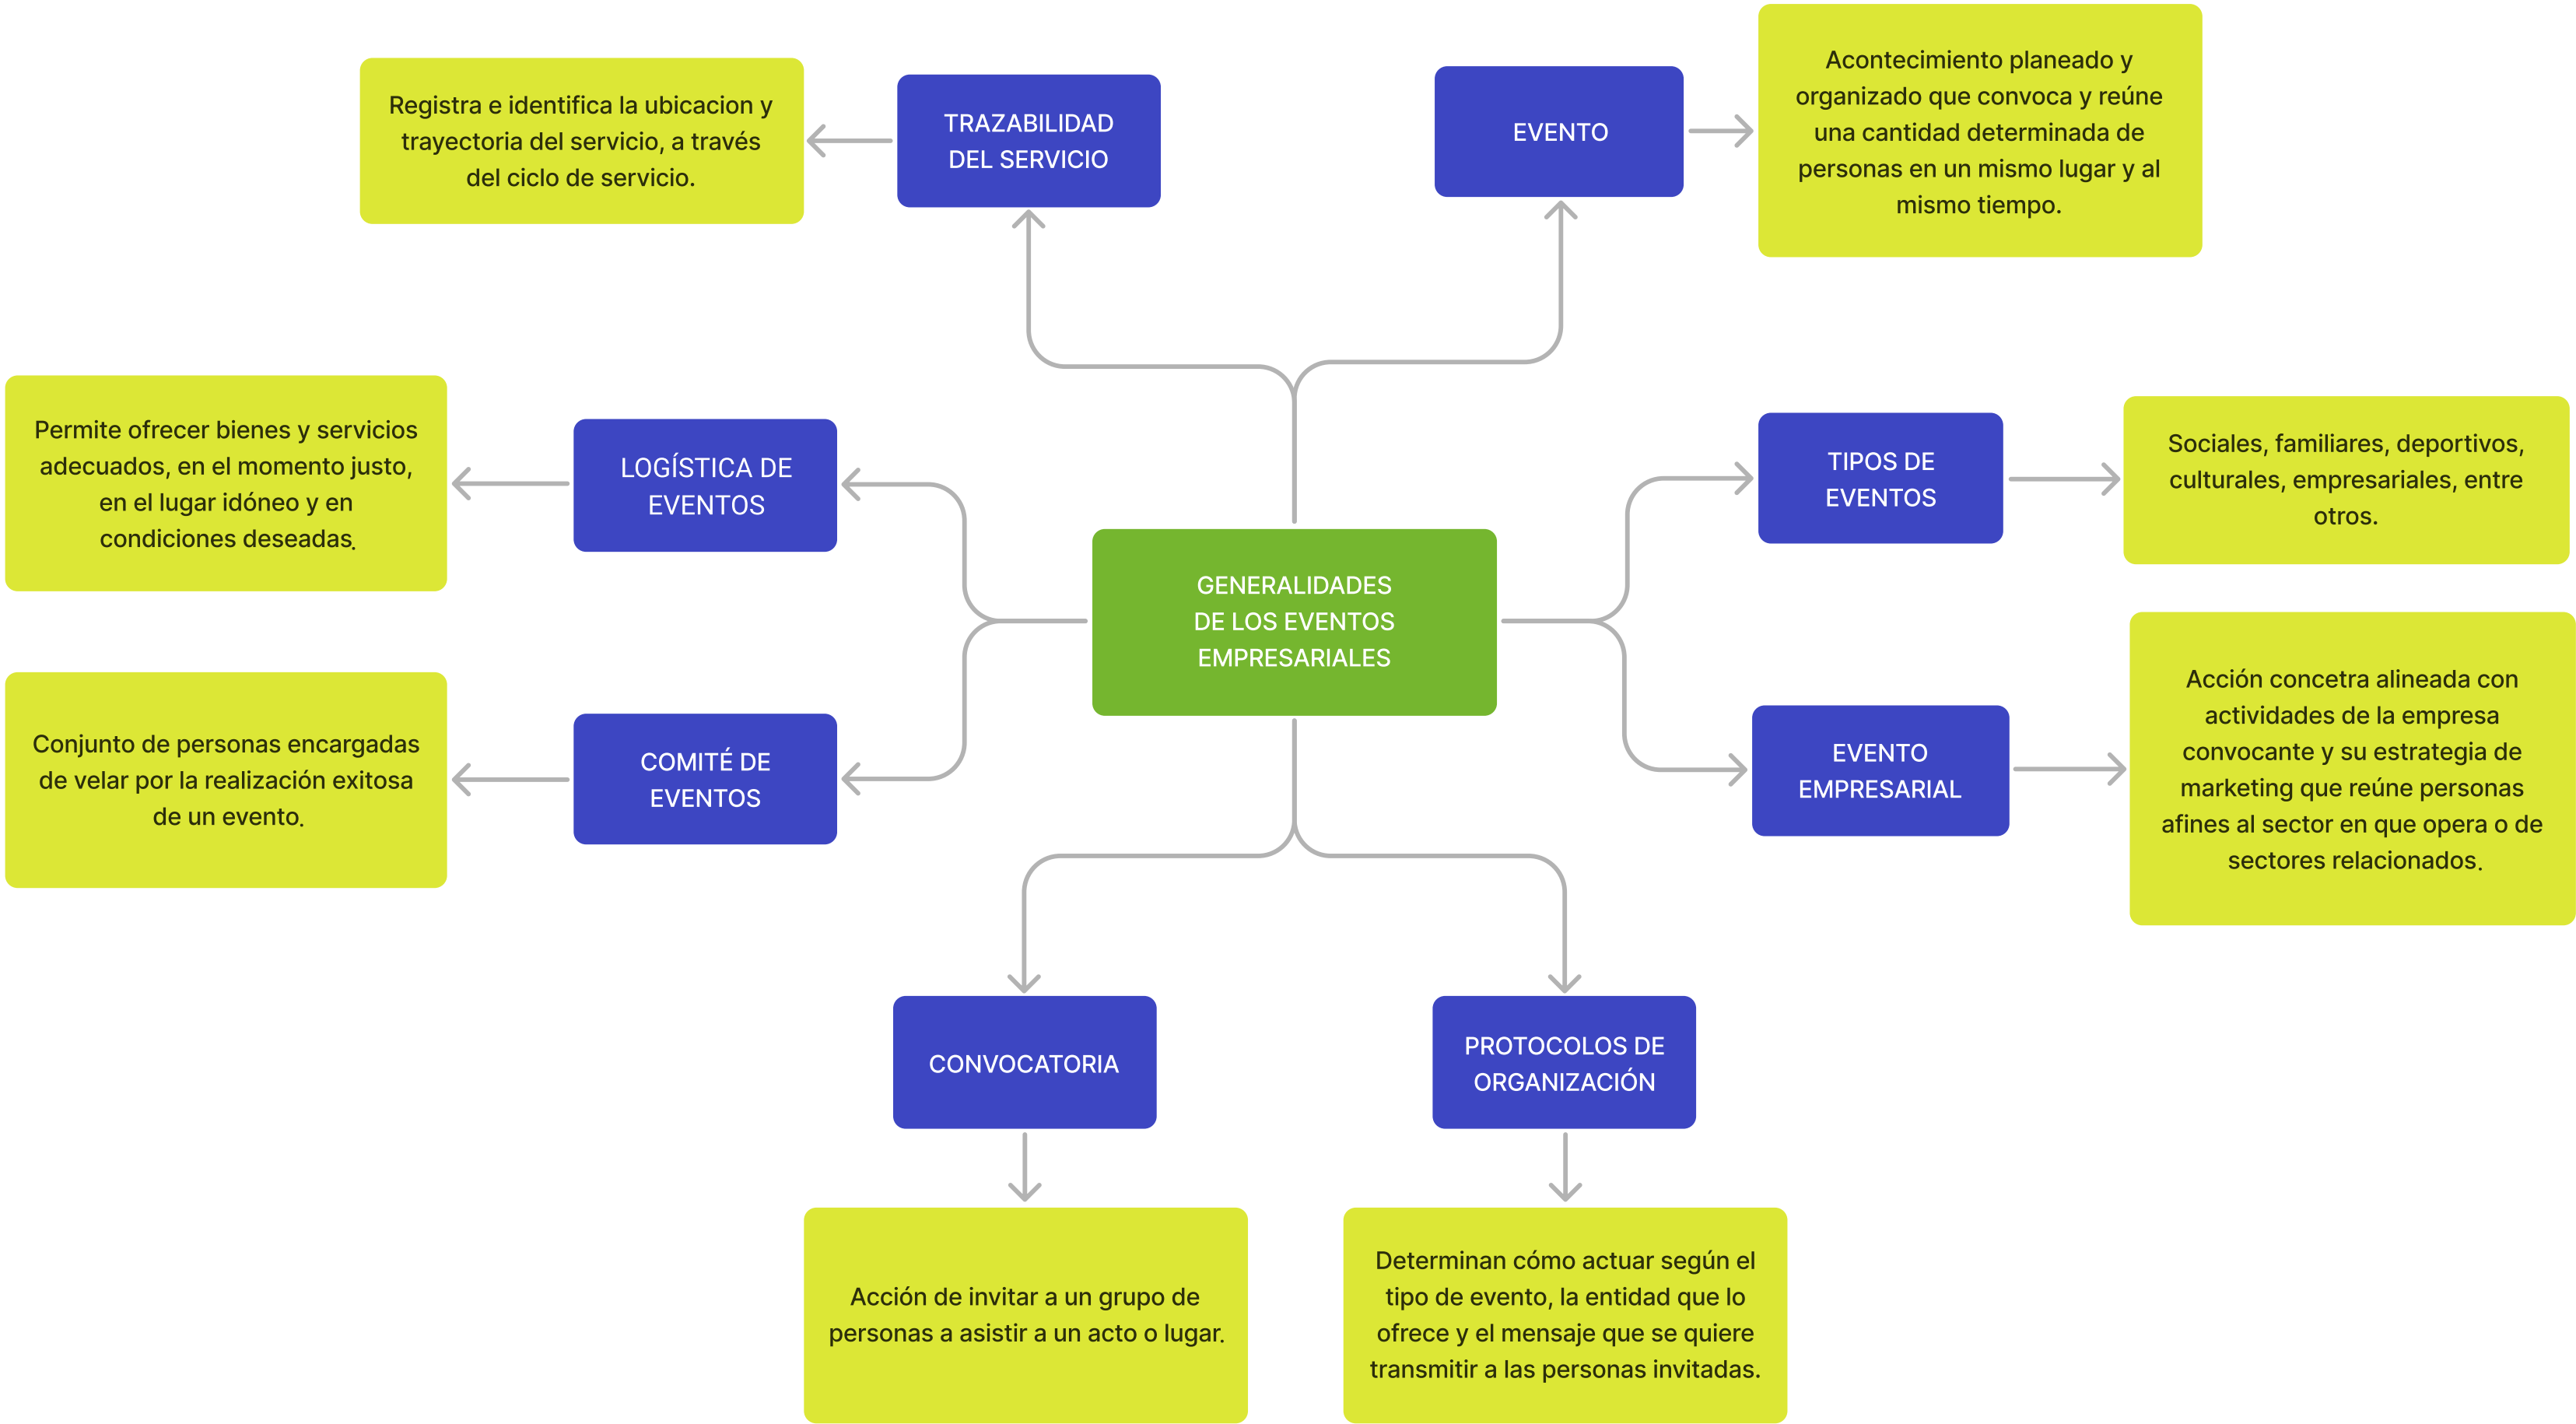 Registra e identifica la ubicacion y
trayectoria del servicio, a través
del ciclo de servicio.
TRAZABILIDAD
DEL SERVICIO
EVENTO
Acontecimiento planeado y
organizado que convoca y reúne
una cantidad determinada de
personas en un mismo lugar y al
mismo tiempo.
Permite ofrecer bienes y servicios
adecuados, en el momento justo,
en el lugar idóneo y en
condiciones deseadas.
LOGÍSTICA DE
EVENTOS
TIPOS DE
EVENTOS
Sociales, familiares, deportivos,
culturales, empresariales, entre
otros.
GENERALIDADES
DE LOS EVENTOS
EMPRESARIALES
Conjunto de personas encargadas
de velar por la realización exitosa
de un evento.
COMITÉ DE
EVENTOS
EVENTO
EMPRESARIAL
Acción concetra alineada con
actividades de la empresa
convocante y su estrategia de
marketing que reúne personas
afines al sector en que opera o de
sectores relacionados.
CONVOCATORIA
PROTOCOLOS DE
ORGANIZACIÓN
Acción de invitar a un grupo de
personas a asistir a un acto o lugar.
Determinan cómo actuar según el
tipo de evento, la entidad que lo
ofrece y el mensaje que se quiere
transmitir a las personas invitadas.